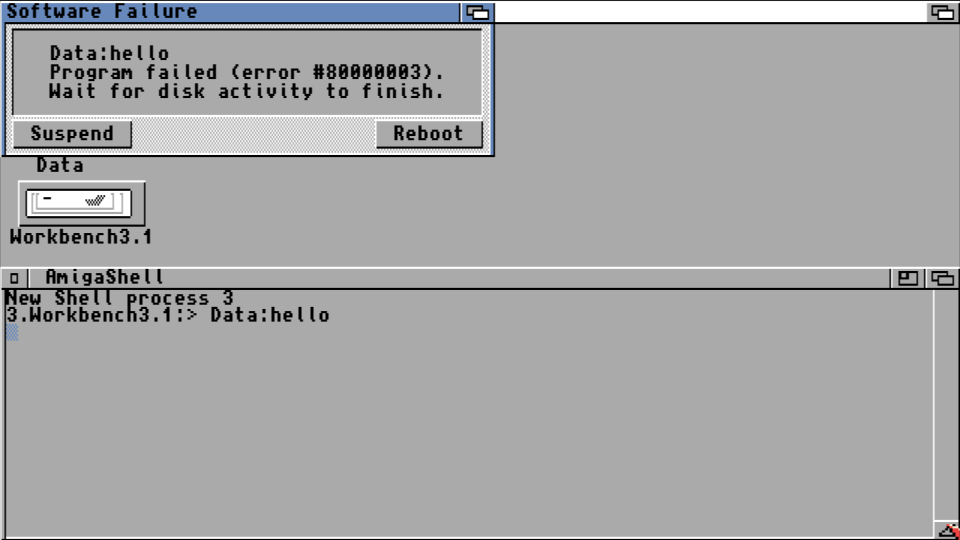 Software Failure
Data:hello
Program failed (error #80000003).
Wait for disk activity to finish.
Suspend
Reboot
Data
Workbench3.1
AmigaShell
New Shell process 3
3.Workbench3.1:> Data:hello